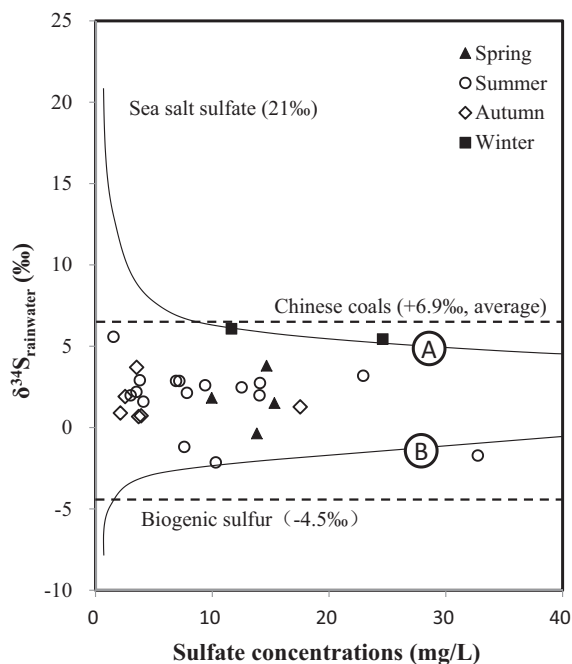 25
20
15
10
5
0
-5
-10
δ³⁴Srainwater (‰)
▲ Spring
○ Summer
◇ Autumn
■ Winter
Sea salt sulfate (21‰)
Chinese coals (+6.9‰, average)
A
B
Biogenic sulfur（-4.5‰）
0 10 20 30 40
Sulfate concentrations (mg/L)